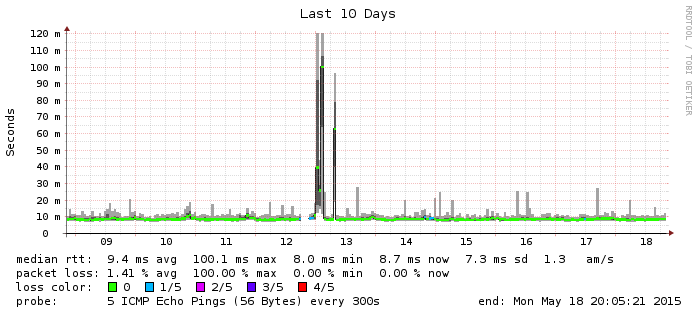 Last 10 Days
RRDTOOL / TOBI OETIKER
Seconds
120 m
110 m
100 m
90 m
80 m
70 m
60 m
50 m
40 m
30 m
20 m
10 m
0
09 10 11 12 13 14 15 16 17 18
median rtt: 9.4 ms avg 100.1 ms max 8.0 ms min 8.7 ms now 7.3 ms sd 1.3 am/s
packet loss: 1.41 % avg 100.00 % max 0.00 % min 0.00 % now
loss color: 0 1/5 2/5 3/5 4/5
probe: 5 ICMP Echo Pings (56 Bytes) every 300s end: Mon May 18 20:05:21 2015